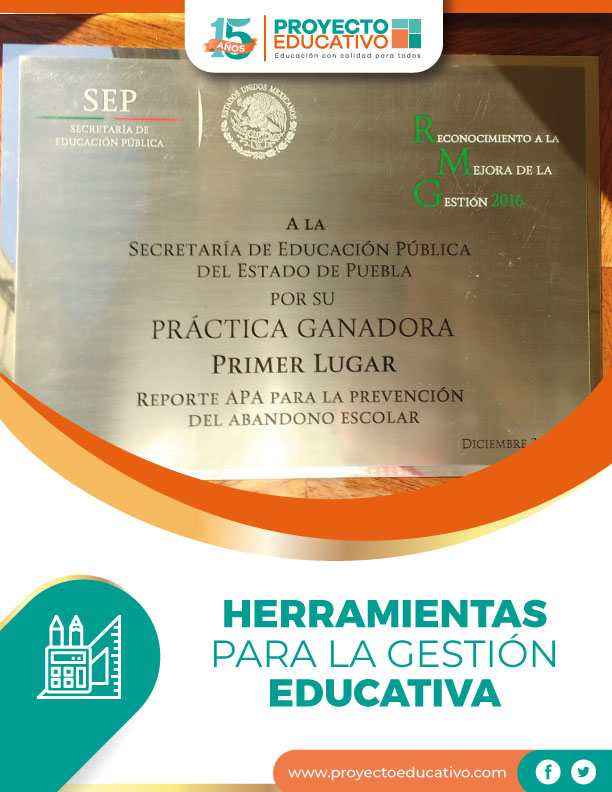 15
AÑOS
PROYECTO
EDUCATIVO
Educación con calidad para todos
SEP
SECRETARÍA DE
EDUCACIÓN PÚBLICA
ESTADOS UNIDOS MEXICANOS
RECONOCIMIENTO A LA
MEJORA DE LA
GESTIÓN 2016
A LA
SECRETARÍA DE EDUCACIÓN PÚBLICA
DEL ESTADO DE PUEBLA
POR SU
PRÁCTICA GANADORA
PRIMER LUGAR
REPORTE APA PARA LA PREVENCIÓN
DEL ABANDONO ESCOLAR
DICIEMBRE
HERRAMIENTAS
PARA LA GESTIÓN
EDUCATIVA
www.proyectoeducativo.com